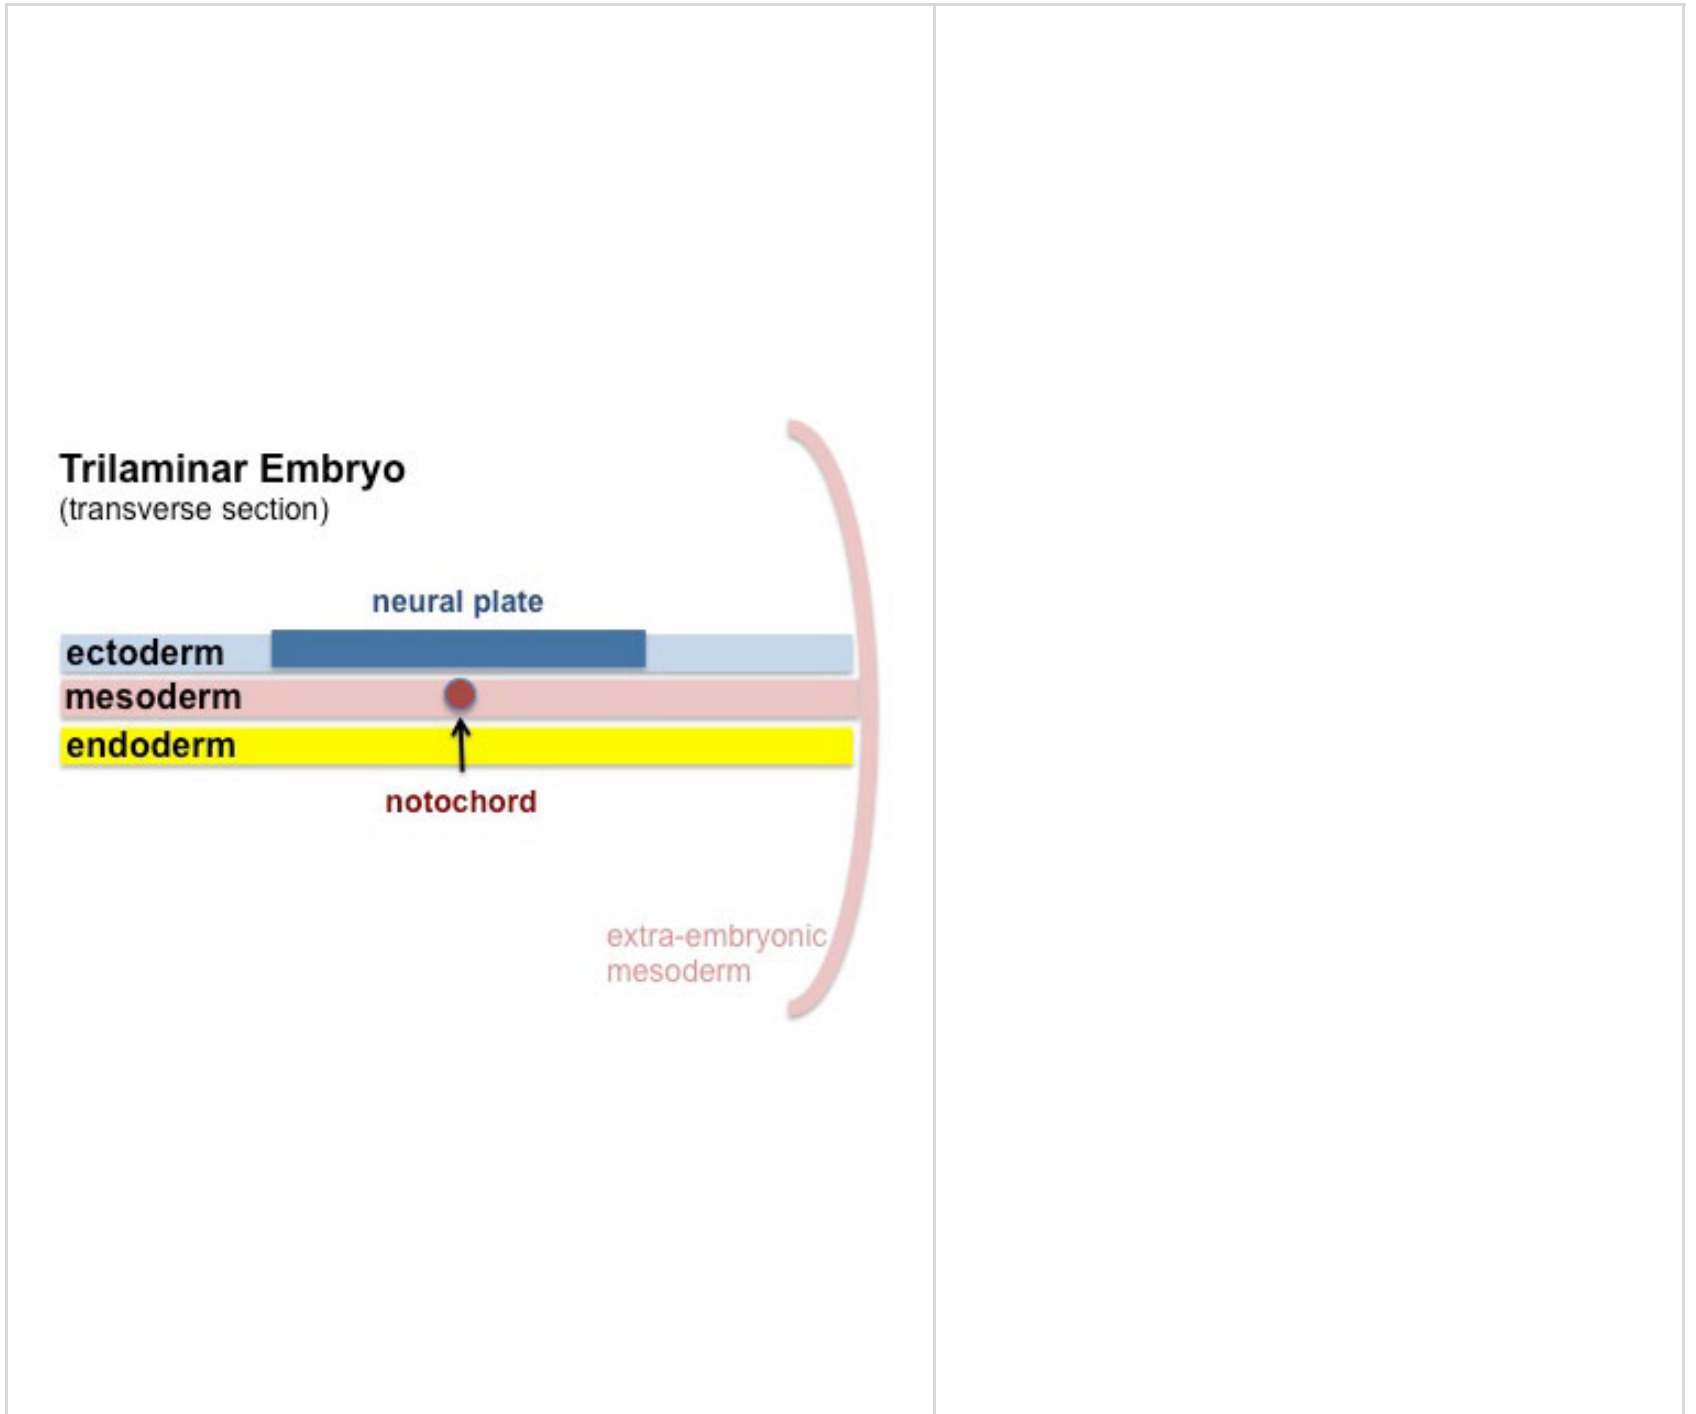 Trilaminar Embryo
(transverse section)
neural plate
ectoderm
mesoderm
endoderm
notochord
extra-embryonic
mesoderm